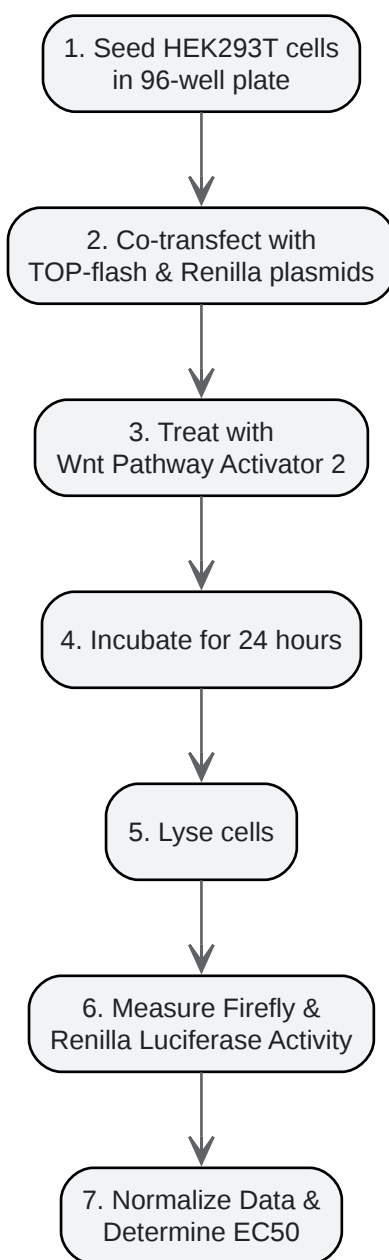 1. Seed HEK293T cells
in 96-well plate
2. Co-transfect with
TOP-flash & Renilla plasmids
3. Treat with
Wnt Pathway Activator 2
4. Incubate for 24 hours
5. Lyse cells
6. Measure Firefly &
Renilla Luciferase Activity
7. Normalize Data &
Determine EC50